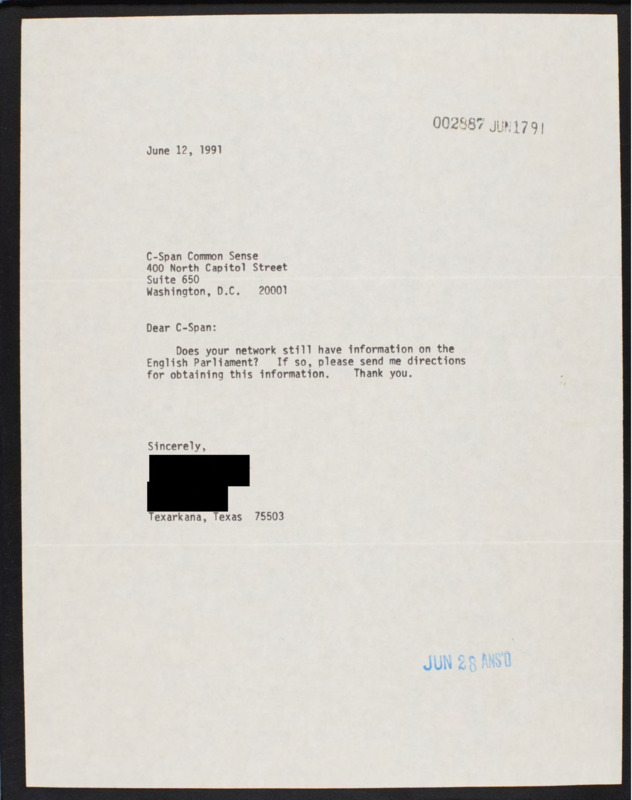 002887 JUN 17 91
June 12, 1991
C-Span Common Sense
400 North Capitol Street
Suite 650
Washington, D.C. 20001
Dear C-Span:
Does your network still have information on the
English Parliament? If so, please send me directions
for obtaining this information. Thank you.
Sincerely,
Texarkana, Texas 75503
JUN 28 ANS'D